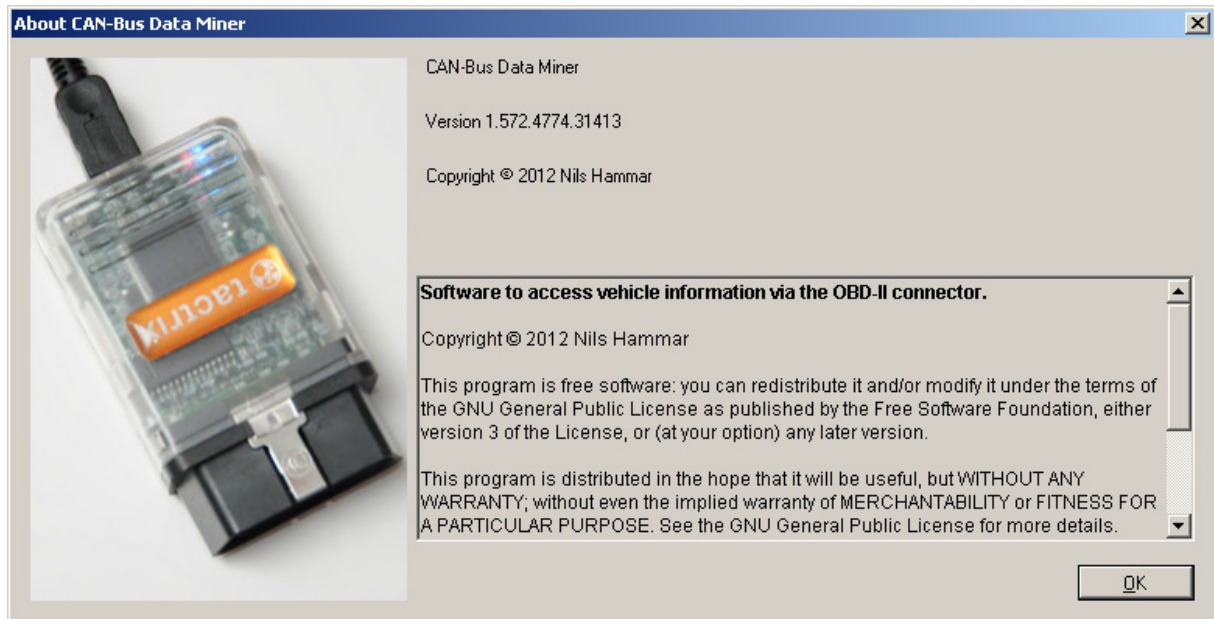 About CAN-Bus Data Miner
tactrix
CAN-Bus Data Miner
Version 1.572.4774.31413
Copyright © 2012 Nils Hammar
Software to access vehicle information via the OBD-II connector.
Copyright © 2012 Nils Hammar
This program is free software: you can redistribute it and/or modify it under the terms of
the GNU General Public License as published by the Free Software Foundation, either
version 3 of the License, or (at your option) any later version.
This program is distributed in the hope that it will be useful, but WITHOUT ANY
WARRANTY; without even the implied warranty of MERCHANTABILITY or FITNESS FOR
A PARTICULAR PURPOSE. See the GNU General Public License for more details.
OK